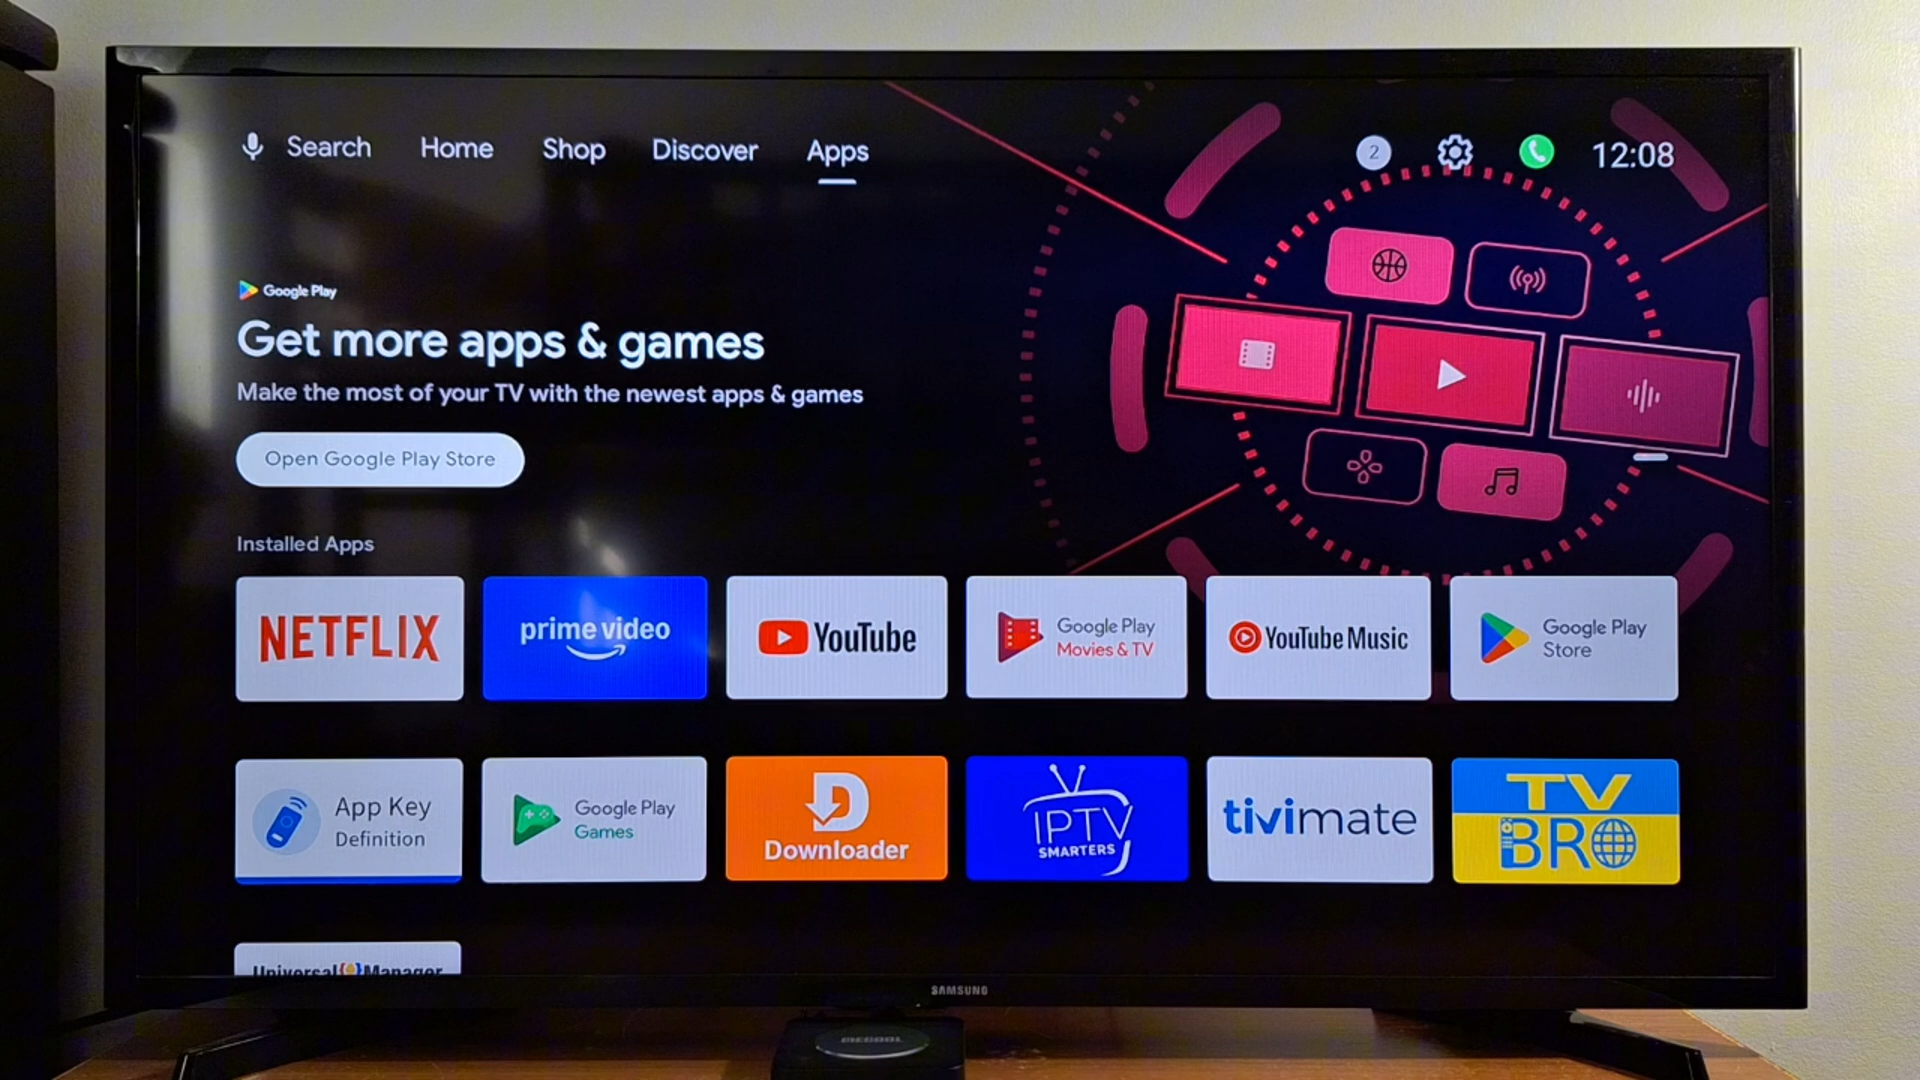 Search Home Shop Discover Apps 2 12:08
Google Play
Get more apps & games
Make the most of your TV with the newest apps & games
Open Google Play Store
Installed Apps
NETFLIX
prime video
YouTube
Google Play
Movies & TV
YouTube Music
Google Play
Store
App Key
Definition
Google Play
Games
D
Downloader
IPTV
SMARTERS
tivimate
TV
BRO
Universal Manager
SAMSUNG
MECOOL